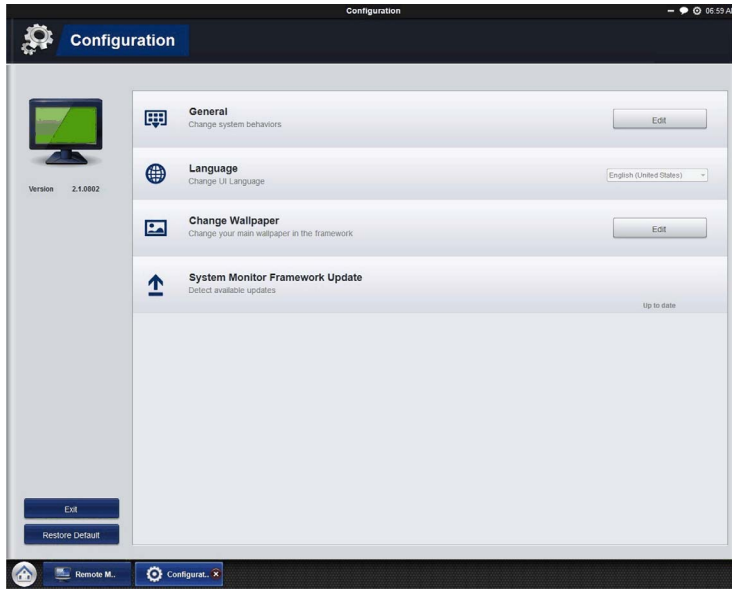 Configuration
06:59 A
Configuration
General
Change system behaviors
Edit
Language
Change UI Language
English (United States)
Version 2.1.0802
Change Wallpaper
Change your main wallpaper in the framework
Edit
System Monitor Framework Update
Detect available updates
Up to date
Exit
Restore Default
Remote M..
Configurat..